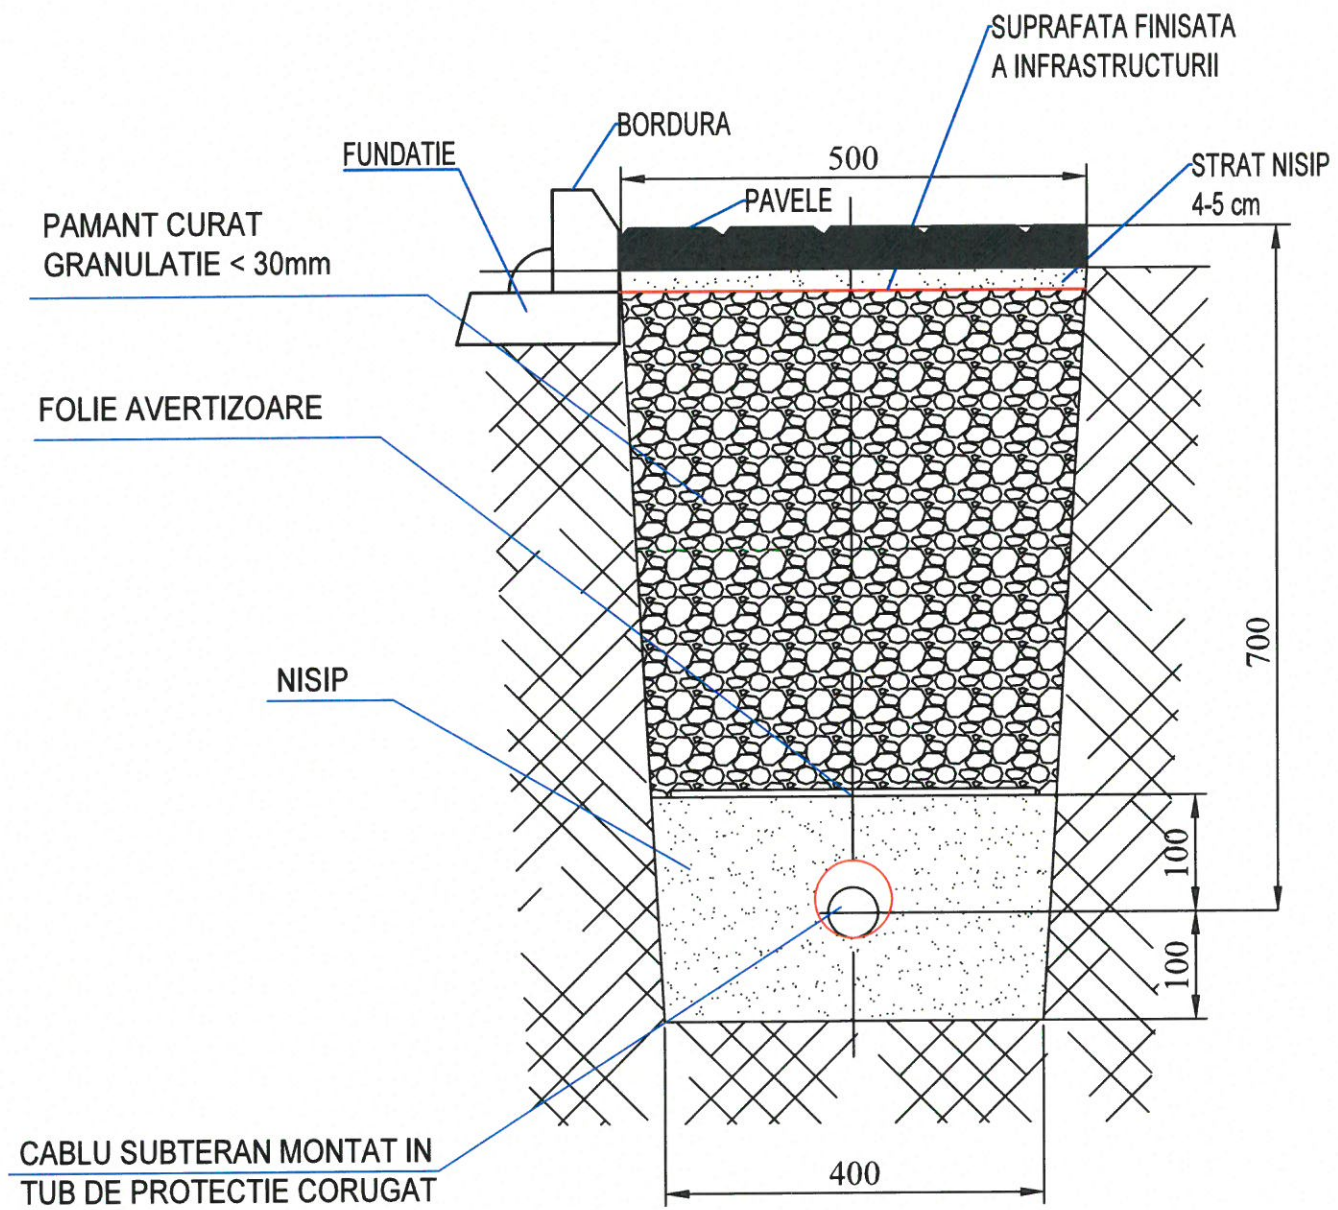 SUPRAFATA FINISATA
A INFRASTRUCTURII
BORDURA
FUNDATIE
500
STRAT NISIP
4-5 cm
PAVELE
PAMANT CURAT
GRANULATIE < 30mm
FOLIE AVERTIZOARE
700
NISIP
100
100
CABLU SUBTERAN MONTAT IN
TUB DE PROTECTIE CORUGAT
400